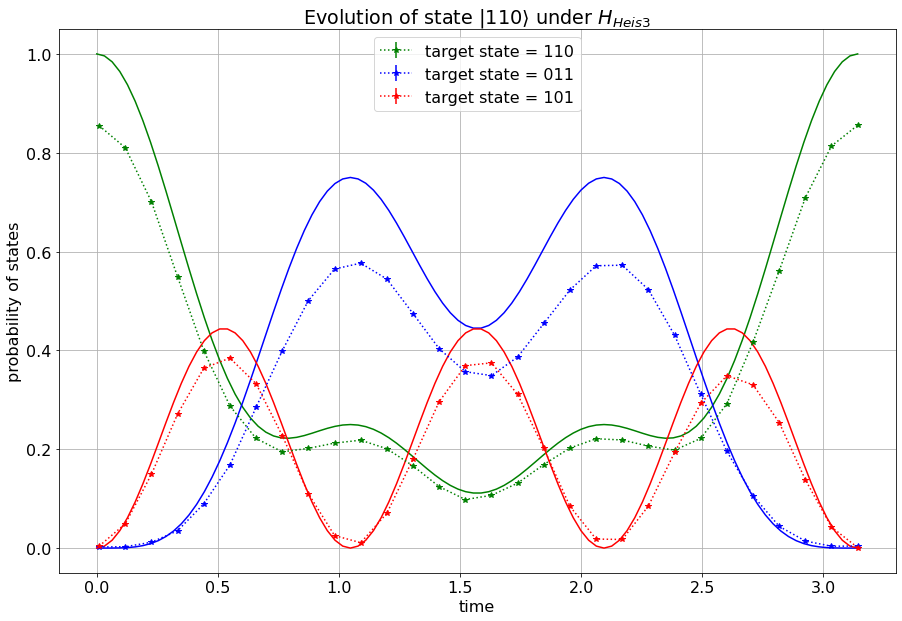 Evolution of state |110⟩ under H_{Heis3}
target state = 110
target state = 011
target state = 101
probability of states
1.0
0.8
0.6
0.4
0.2
0.0
0.0 0.5 1.0 1.5 2.0 2.5 3.0
time